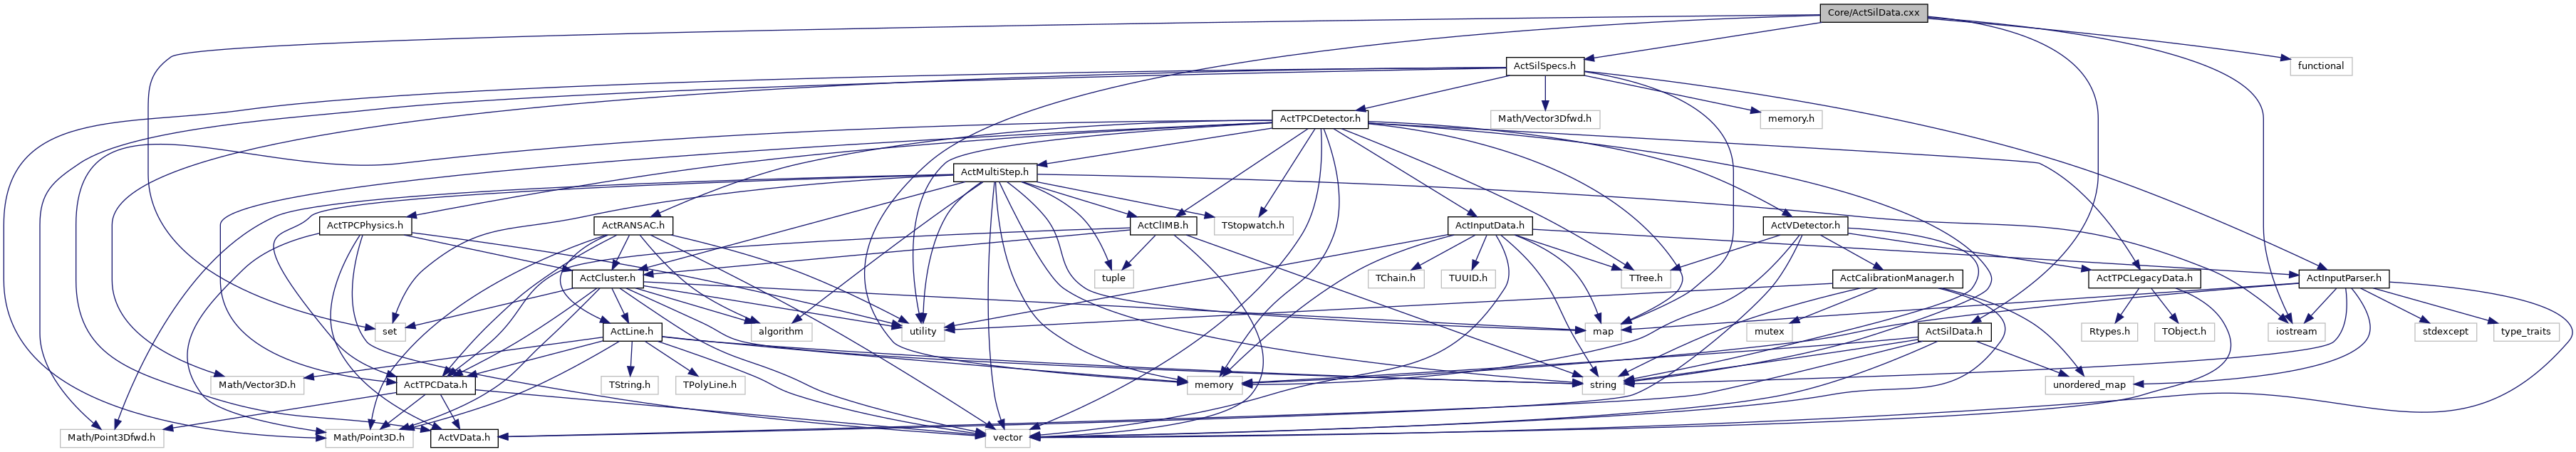 Core/ActSilData.cxx
ActSilSpecs.h
functional
ActTPCDetector.h
Math/Vector3Dfwd.h
memory.h
ActMultiStep.h
ActTPCPhysics.h
ActRANSAC.h
ActClIMB.h
TStopwatch.h
ActInputData.h
ActVDetector.h
ActCluster.h
tuple
TChain.h
TUUID.h
TTree.h
ActCalibrationManager.h
ActTPCLegacyData.h
ActInputParser.h
set
ActLine.h
algorithm
utility
map
mutex
ActSilData.h
Rtypes.h
TObject.h
iostream
stdexcept
type_traits
Math/Vector3D.h
ActTPCData.h
TString.h
TPolyLine.h
memory
string
unordered_map
Math/Point3Dfwd.h
Math/Point3D.h
ActVData.h
vector